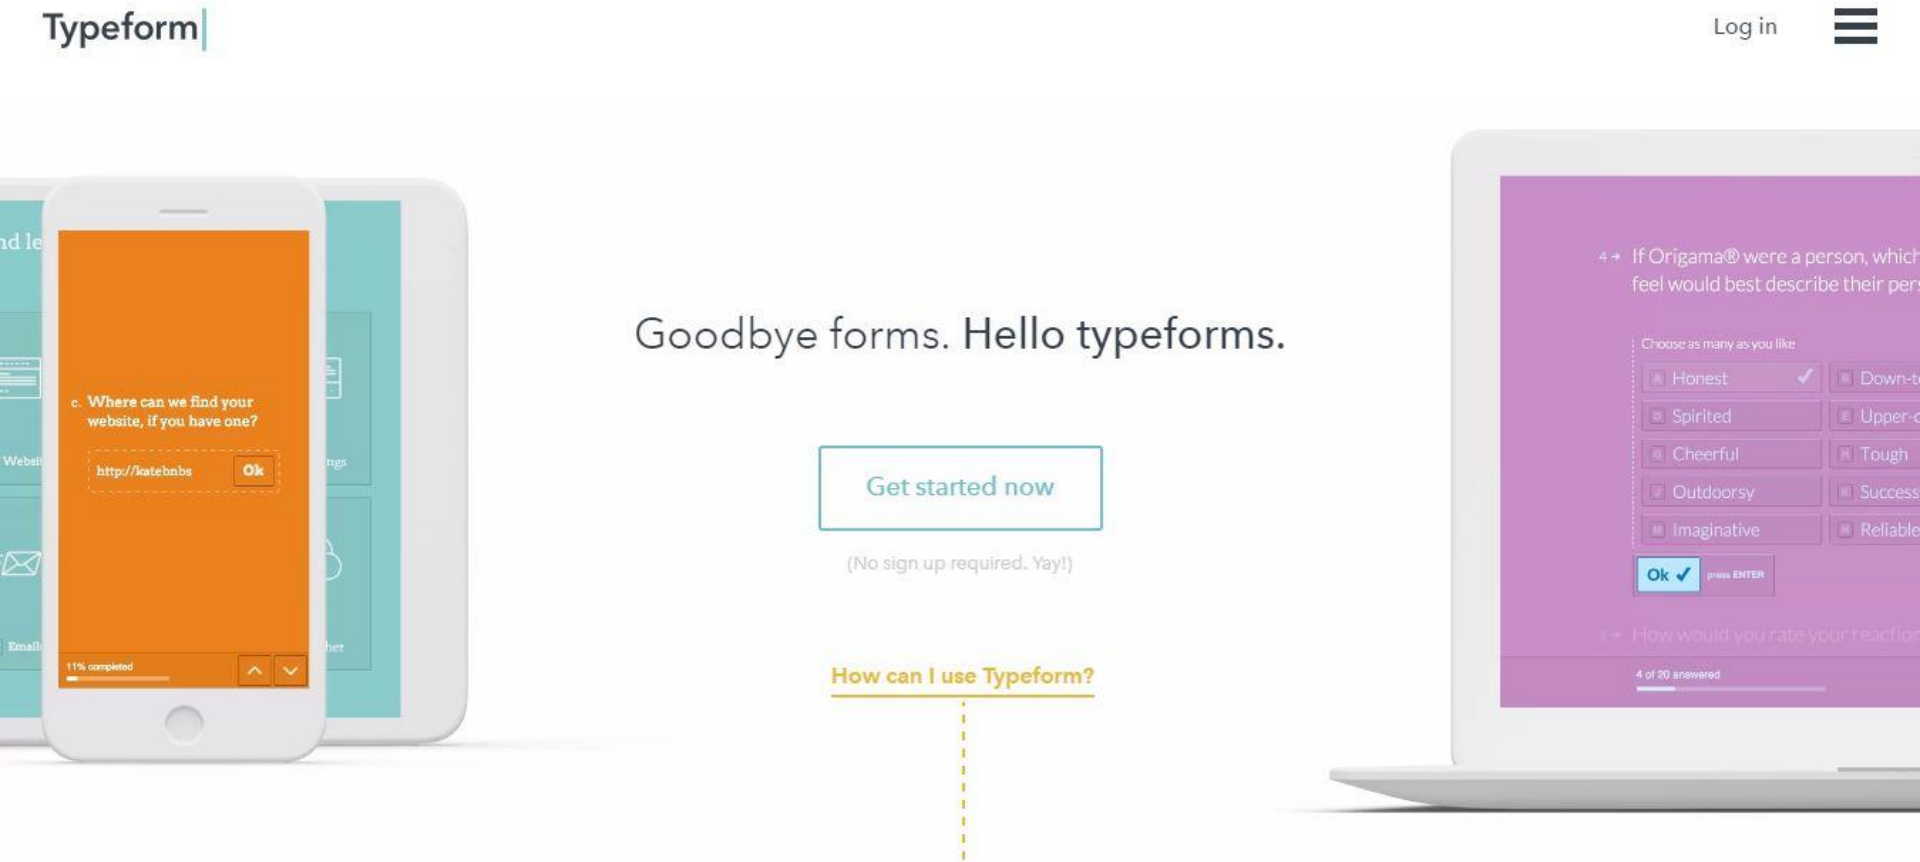 Typeform
Log in
Goodbye forms. Hello typeforms.
Get started now
(No sign up required. Yay!)
How can I use Typeform?
c. Where can we find your
website, if you have one?
http://katebnbs
Ok
11% completed
4 If Origama® were a person, which
feel would best describe their
Choose as many as you like
Honest
Spirited
Upper-
Cheerful
Tough
Outdoorsy
Imaginative
Reliable
Ok
press ENTER
How would you rate your reaction
4 of 20 answered